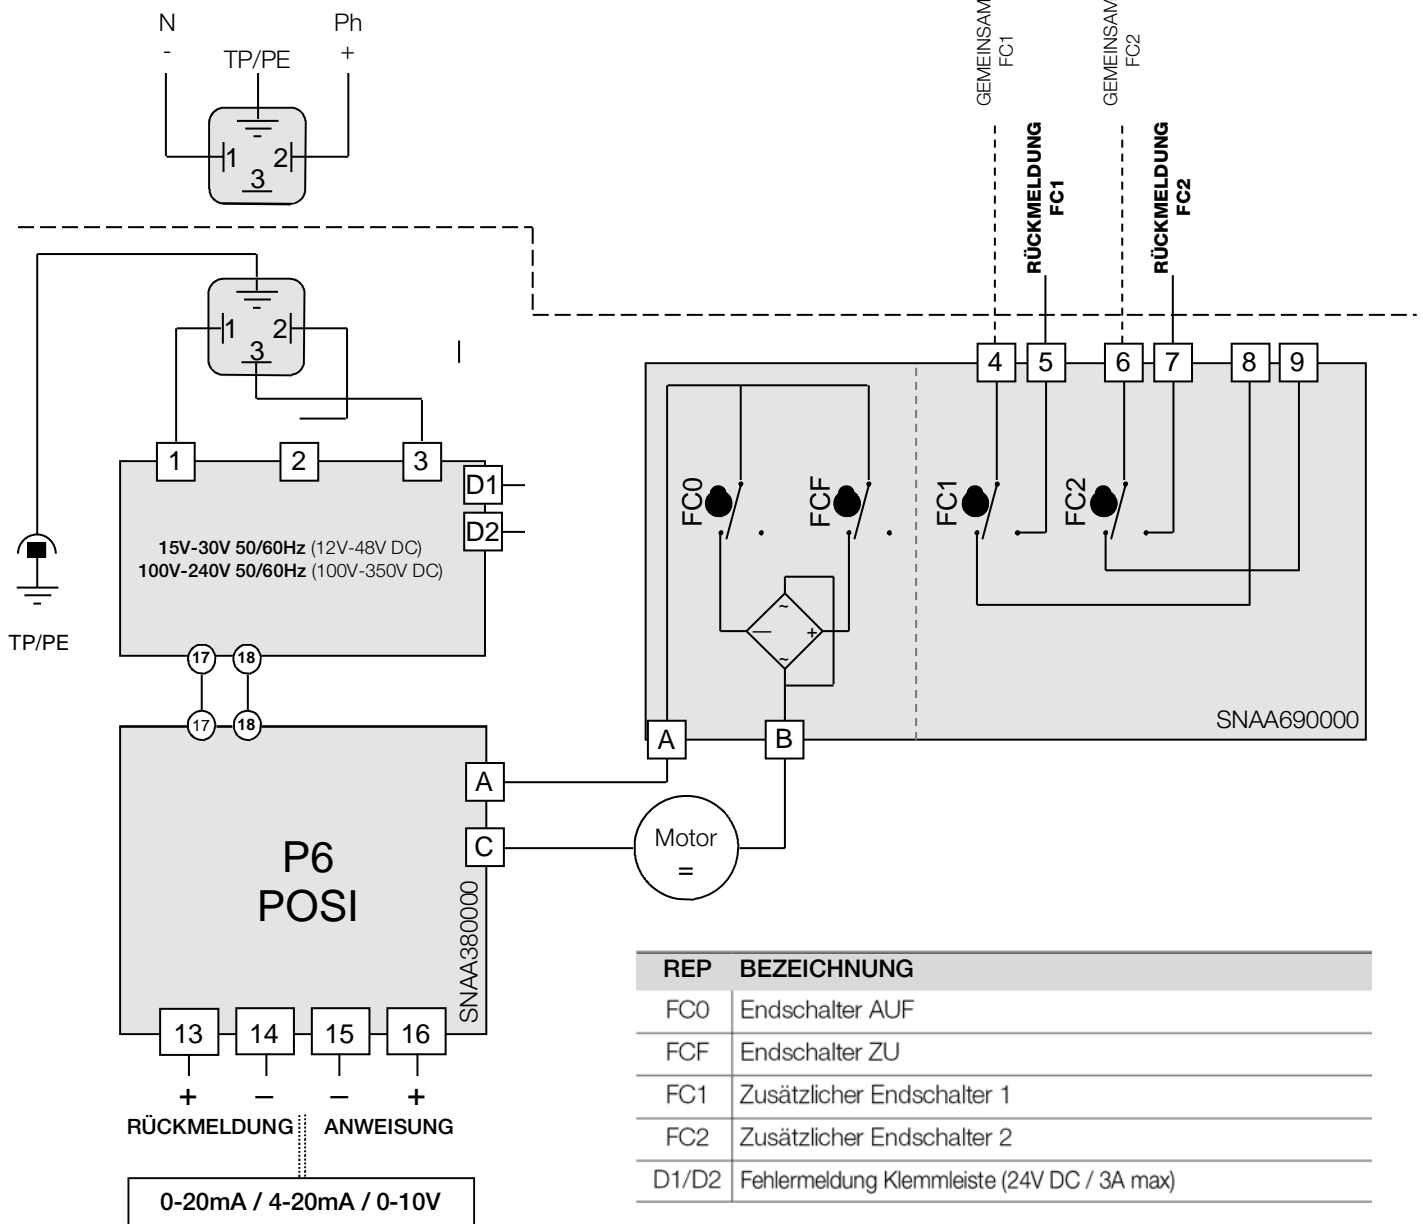 N
Ph
-
TP/PE
+
1
2
3
GEMEINSAM
FC1
RÜCKMELDUNG
FC1
GEMEINSAM
FC2
RÜCKMELDUNG
FC2
1
2
3
4
5
6
7
8
9
1
2
3
D1
D2
15V-30V 50/60Hz (12V-48V DC)
100V-240V 50/60Hz (100V-350V DC)
TP/PE
17
18
17
18
FC0
FCF
FC1
FC2
~
—
+
~
SNAA690000
A
B
A
C
Motor
=
P6
POSI
SNAA380000
13
14
15
16
+
–
–
+
RÜCKMELDUNG
ANWEISUNG
0-20mA / 4-20mA / 0-10V
REP BEZEICHNUNG
FC0 Endschalter AUF
FCF Endschalter ZU
FC1 Zusätzlicher Endschalter 1
FC2 Zusätzlicher Endschalter 2
D1/D2 Fehlermeldung Klemmleiste (24V DC / 3A max)